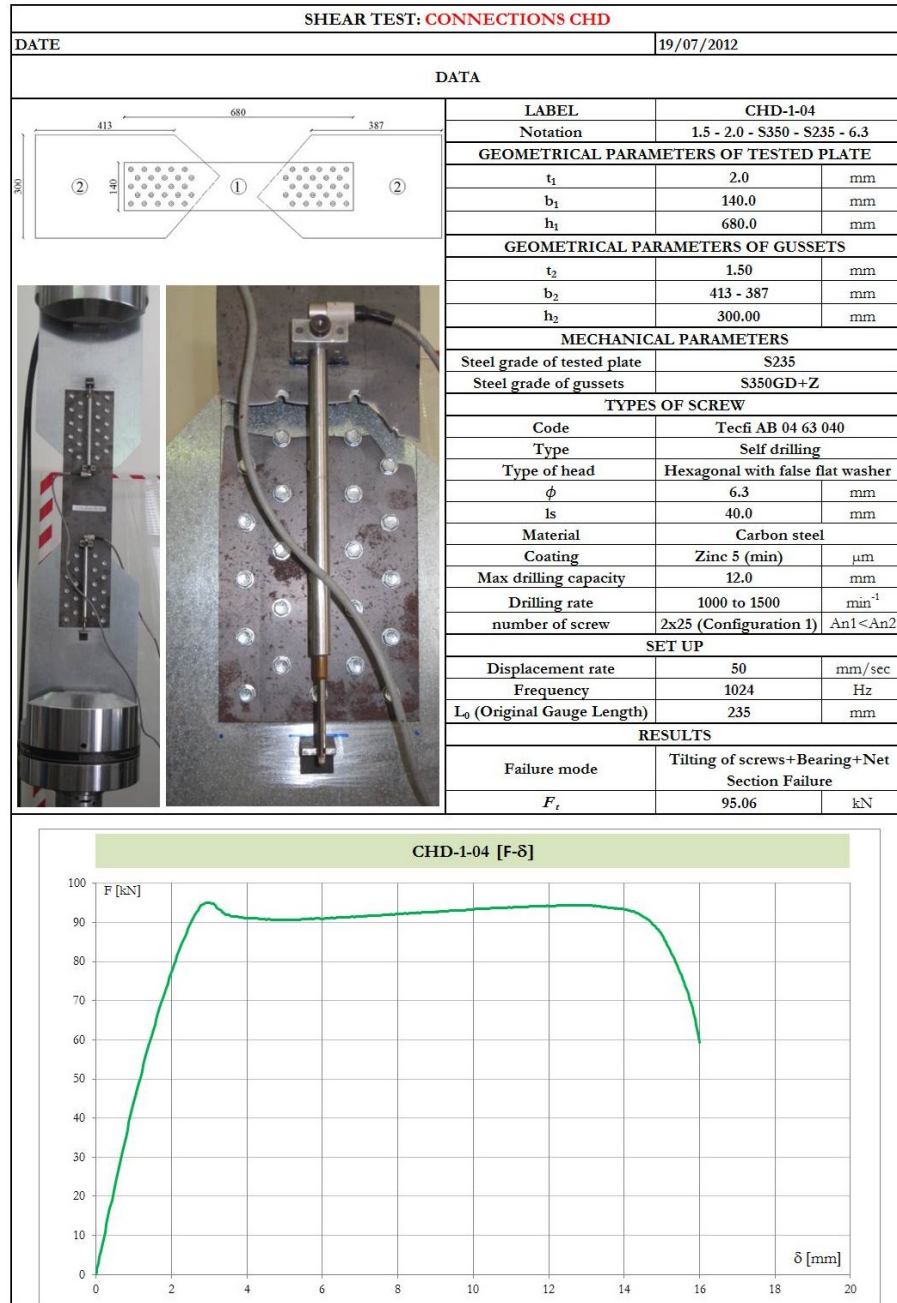 SHEAR TEST: CONNECTIONS CHD
DATE 19/07/2012
DATA
680
413 387
300
140
2 1 2
LABEL CHD-1-04
Notation 1.5 - 2.0 - S350 - S235 - 6.3
GEOMETRICAL PARAMETERS OF TESTED PLATE
t1 2.0 mm
b1 140.0 mm
h1 680.0 mm
GEOMETRICAL PARAMETERS OF GUSSETS
t2 1.50 mm
b2 413 - 387 mm
h2 300.00 mm
MECHANICAL PARAMETERS
Steel grade of tested plate S235
Steel grade of gussets S350GD+Z
TYPES OF SCREW
Code Tecfi AB 04 63 040
Type Self drilling
Type of head Hexagonal with false flat washer
ϕ 6.3 mm
ls 40.0 mm
Material Carbon steel
Coating Zinc 5 (min) μm
Max drilling capacity 12.0 mm
Drilling rate 1000 to 1500 min-1
number of screw 2x25 (Configuration 1) An1<An2
SET UP
Displacement rate 50 mm/sec
Frequency 1024 Hz
L0 (Original Gauge Length) 235 mm
RESULTS
Failure mode Tilting of screws+Bearing+Net
Section Failure
Ft 95.06 kN
CHD-1-04 [F-δ]
F [kN]
100
90
80
70
60
50
40
30
20
10
0
δ [mm]
0 2 4 6 8 10 12 14 16 18 20